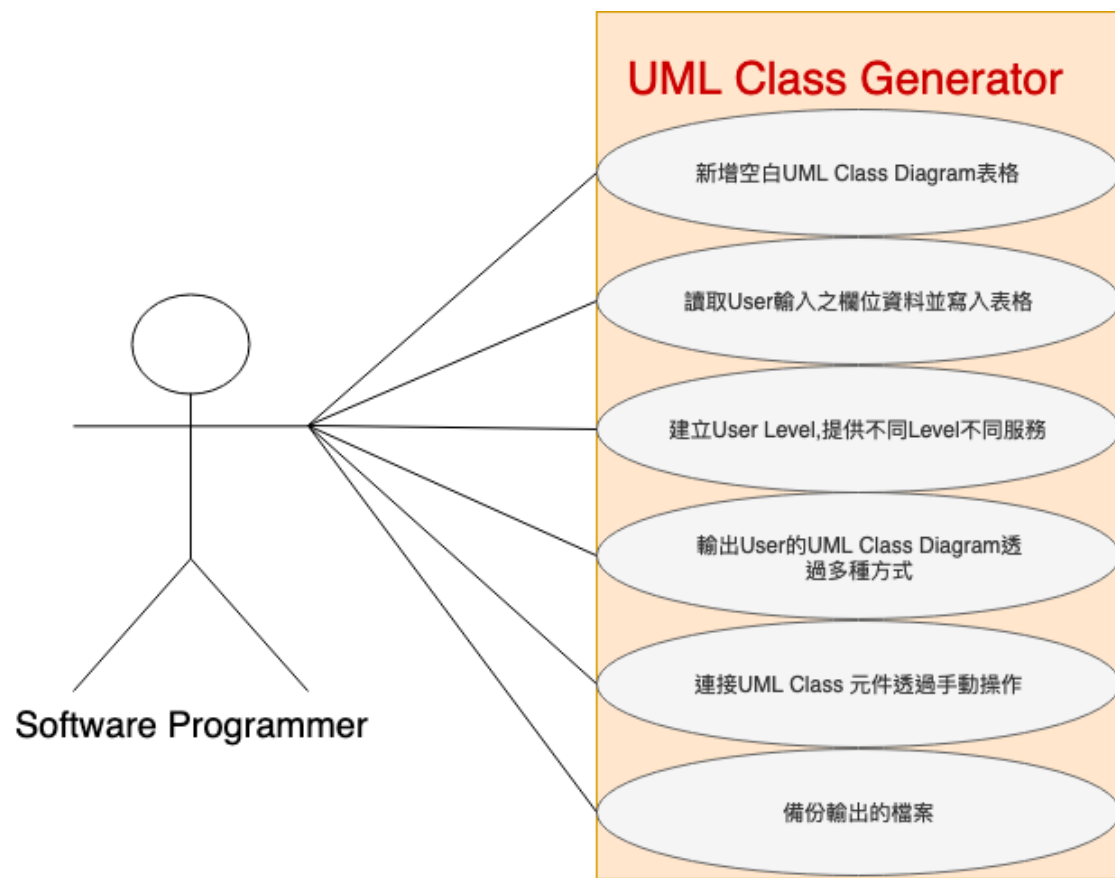 UML Class Generator
新增空白UML Class Diagram表格
讀取User輸入之欄位資料並寫入表格
建立User Level,提供不同Level不同服務
輸出User的UML Class Diagram透
過多種方式
連接UML Class 元件透過手動操作
備份輸出的檔案
Software Programmer